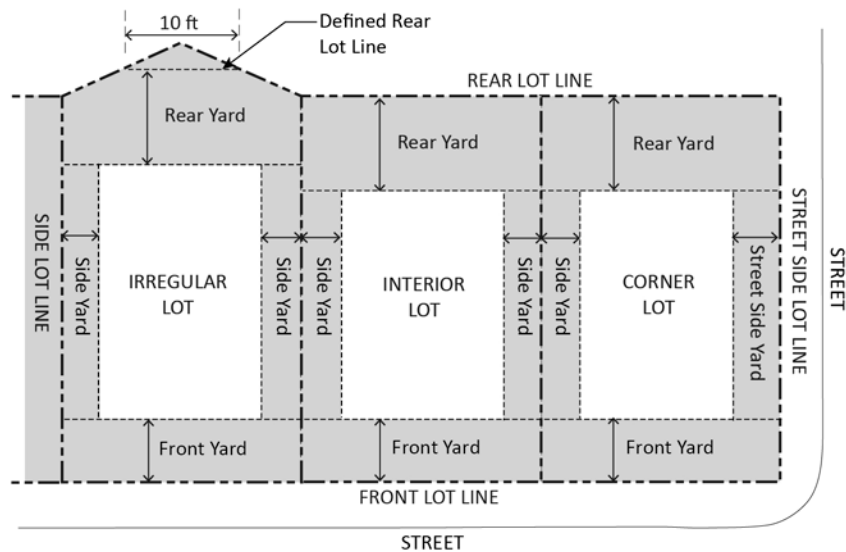 10 ft
Defined Rear
Lot Line
REAR LOT LINE
Rear Yard
Rear Yard
Rear Yard
SIDE LOT LINE
Side Yard
IRREGULAR
LOT
Side Yard
Side Yard
INTERIOR
LOT
Side Yard
Side Yard
CORNER
LOT
Street Side Yard
STREET SIDE LOT LINE
STREET
Front Yard
Front Yard
Front Yard
FRONT LOT LINE
STREET